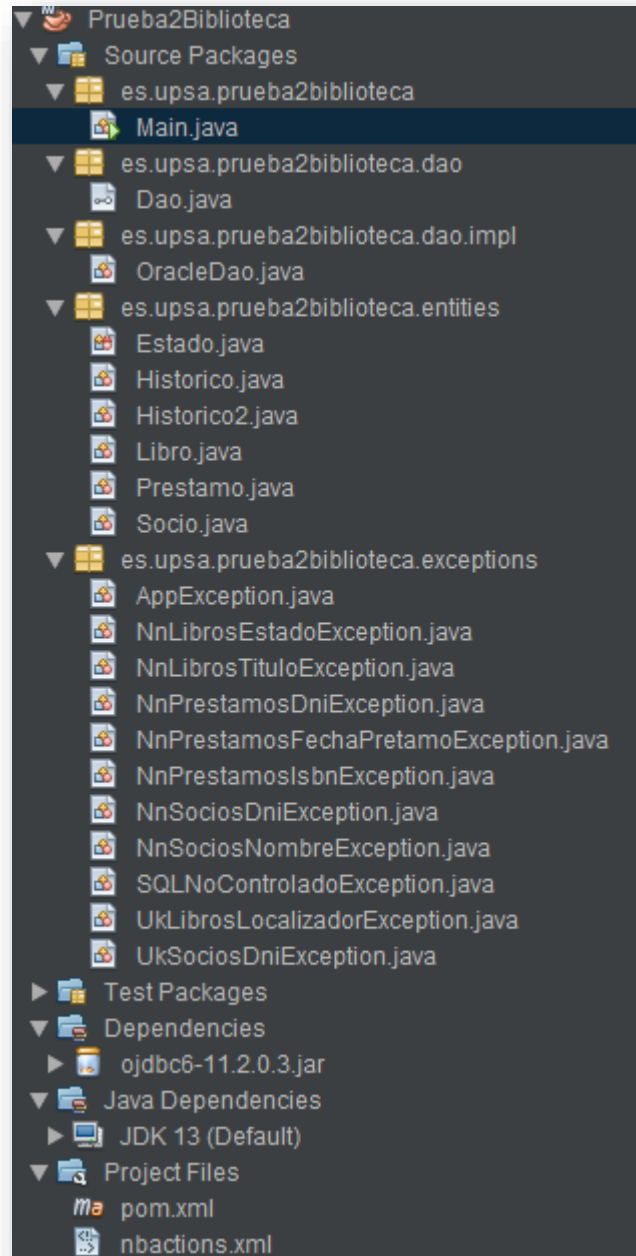 Prueba2Biblioteca
Source Packages
es.upsa.prueba2biblioteca
Main.java
es.upsa.prueba2biblioteca.dao
Dao.java
es.upsa.prueba2biblioteca.dao.impl
OracleDao.java
es.upsa.prueba2biblioteca.entities
Estado.java
Historico.java
Historico2.java
Libro.java
Prestamo.java
Socio.java
es.upsa.prueba2biblioteca.exceptions
AppException.java
NnLibrosEstadoException.java
NnLibrosTituloException.java
NnPrestamosDniException.java
NnPrestamosFechaPretamoException.java
NnPrestamosIsbnException.java
NnSociosDniException.java
NnSociosNombreException.java
SQLNoControladoException.java
UkLibrosLocalizadorException.java
UkSociosDniException.java
Test Packages
Dependencies
ojdbc6-11.2.0.3.jar
Java Dependencies
JDK 13 (Default)
Project Files
pom.xml
nbactions.xml